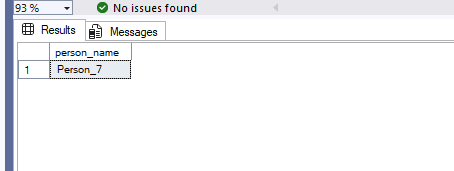 93 % No issues found
Results Messages
person_name
1 Person_7